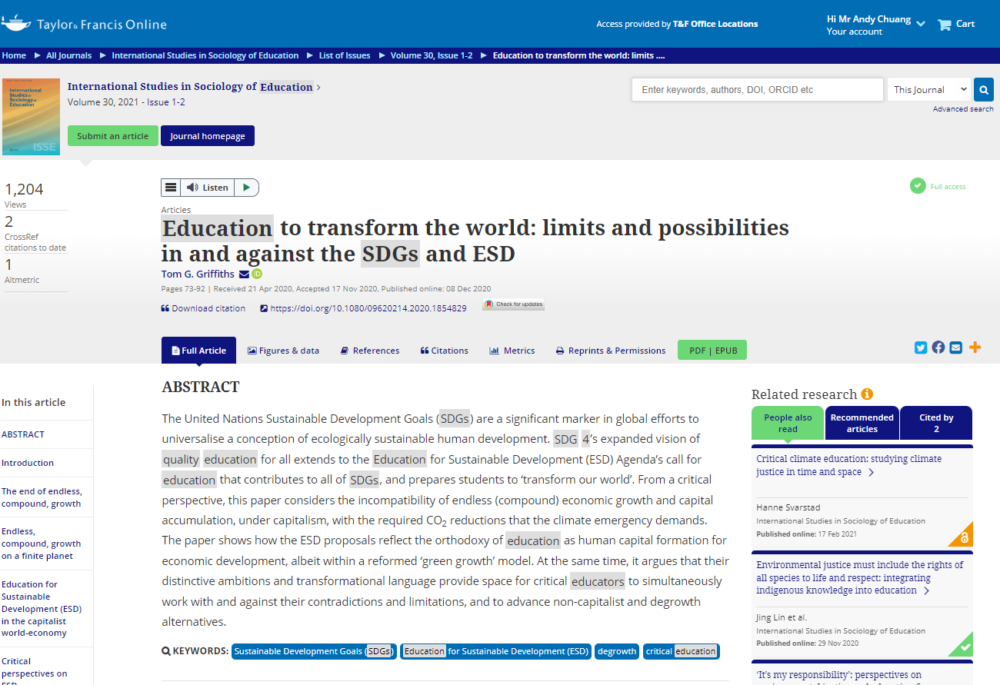 Taylor & Francis Online
Access provided by T&F Office Locations
Hi Mr Andy Chuang
Your account
Cart
Home ▶ All Journals ▶ International Studies in Sociology of Education ▶ List of Issues ▶ Volume 30, Issue 1-2 ▶ Education to transform the world: limits ....
International
Studies in
Sociology of
Education
ISSE
International Studies in Sociology of Education >
Volume 30, 2021 - Issue 1-2
Submit an article
Journal homepage
Enter keywords, authors, DOI, ORCID etc
This Journal
Advanced search
1,204
Views
2
CrossRef
citations to date
1
Altmetric
Listen
Full access
Articles
Education to transform the world: limits and possibilities
in and against the SDGs and ESD
Tom G. Griffiths
iD
Pages 73-92 | Received 21 Apr 2020, Accepted 17 Nov 2020, Published online: 08 Dec 2020
Download citation
https://doi.org/10.1080/09620214.2020.1854829
Check for updates
Full Article
Figures & data
References
Citations
Metrics
Reprints & Permissions
PDF | EPUB
In this article
ABSTRACT
Introduction
The end of endless,
compound, growth
Endless,
compound, growth
on a finite planet
Education for
Sustainable
Development (ESD)
in the capitalist
world-economy
Critical
perspectives on
ESD
ABSTRACT
The United Nations Sustainable Development Goals (SDGs) are a significant marker in global efforts to
universalise a conception of ecologically sustainable human development. SDG 4's expanded vision of
quality education for all extends to the Education for Sustainable Development (ESD) Agenda's call for
education that contributes to all of SDGs, and prepares students to ‘transform our world’. From a critical
perspective, this paper considers the incompatibility of endless (compound) economic growth and capital
accumulation, under capitalism, with the required CO₂ reductions that the climate emergency demands.
The paper shows how the ESD proposals reflect the orthodoxy of education as human capital formation for
economic development, albeit within a reformed ‘green growth’ model. At the same time, it argues that their
distinctive ambitions and transformational language provide space for critical educators to simultaneously
work with and against their contradictions and limitations, and to advance non-capitalist and degrowth
alternatives.
KEYWORDS: Sustainable Development Goals (SDGs) Education for Sustainable Development (ESD) degrowth critical education
Related research
People also
read
Recommended
articles
Cited by
2
Critical climate education: studying climate
justice in time and space >
Hanne Svarstad
International Studies in Sociology of Education
Published online: 17 Feb 2021
Environmental justice must include the rights of
all species to life and respect: integrating
indigenous knowledge into education >
Jing Lin et al.
International Studies in Sociology of Education
Published online: 29 Nov 2020
‘It's my responsibility’: perspectives on